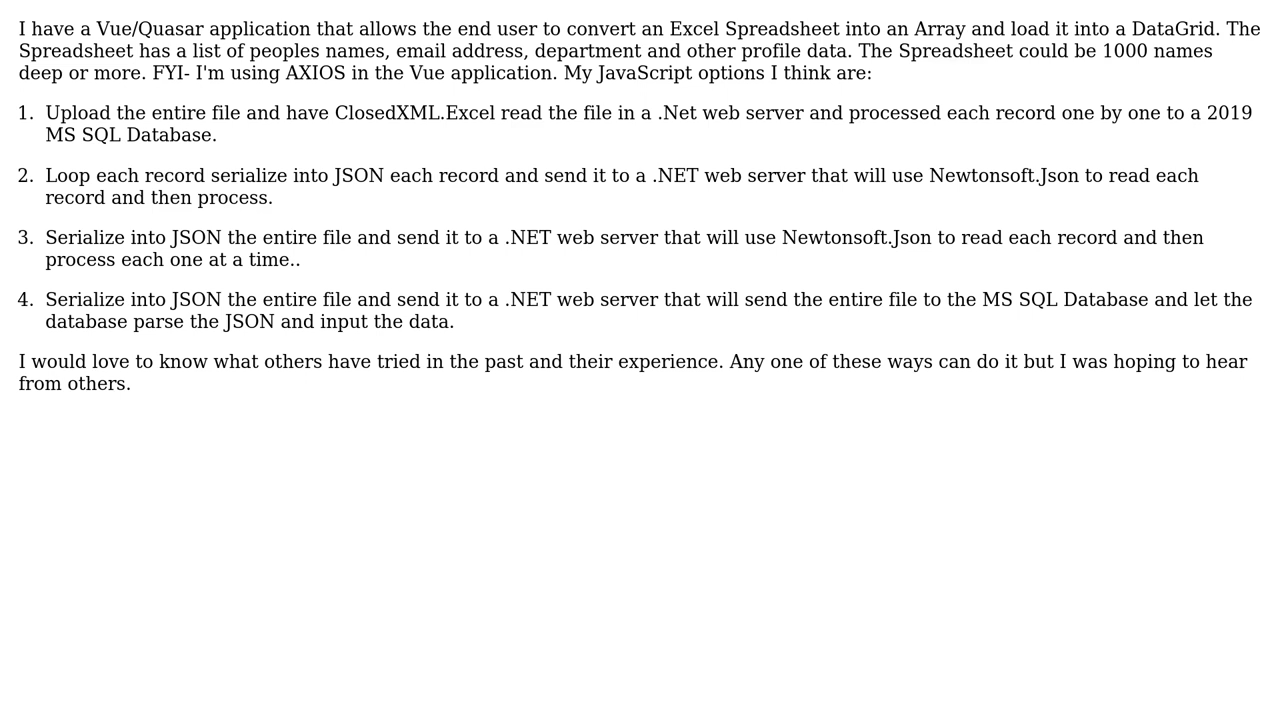 I have a Vue/Quasar application that allows the end user to convert an Excel Spreadsheet into an Array and load it into a DataGrid. The
Spreadsheet has a list of peoples names, email address, department and other profile data. The Spreadsheet could be 1000 names
deep or more. FYI- I'm using AXIOS in the Vue application. My JavaScript options I think are:
1. Upload the entire file and have ClosedXML.Excel read the file in a .Net web server and processed each record one by one to a 2019
MS SQL Database.
2. Loop each record serialize into JSON each record and send it to a .NET web server that will use Newtonsoft.Json to read each
record and then process.
3. Serialize into JSON the entire file and send it to a .NET web server that will use Newtonsoft.Json to read each record and then
process each one at a time..
4. Serialize into JSON the entire file and send it to a .NET web server that will send the entire file to the MS SQL Database and let the
database parse the JSON and input the data.
I would love to know what others have tried in the past and their experience. Any one of these ways can do it but I was hoping to hear
from others.